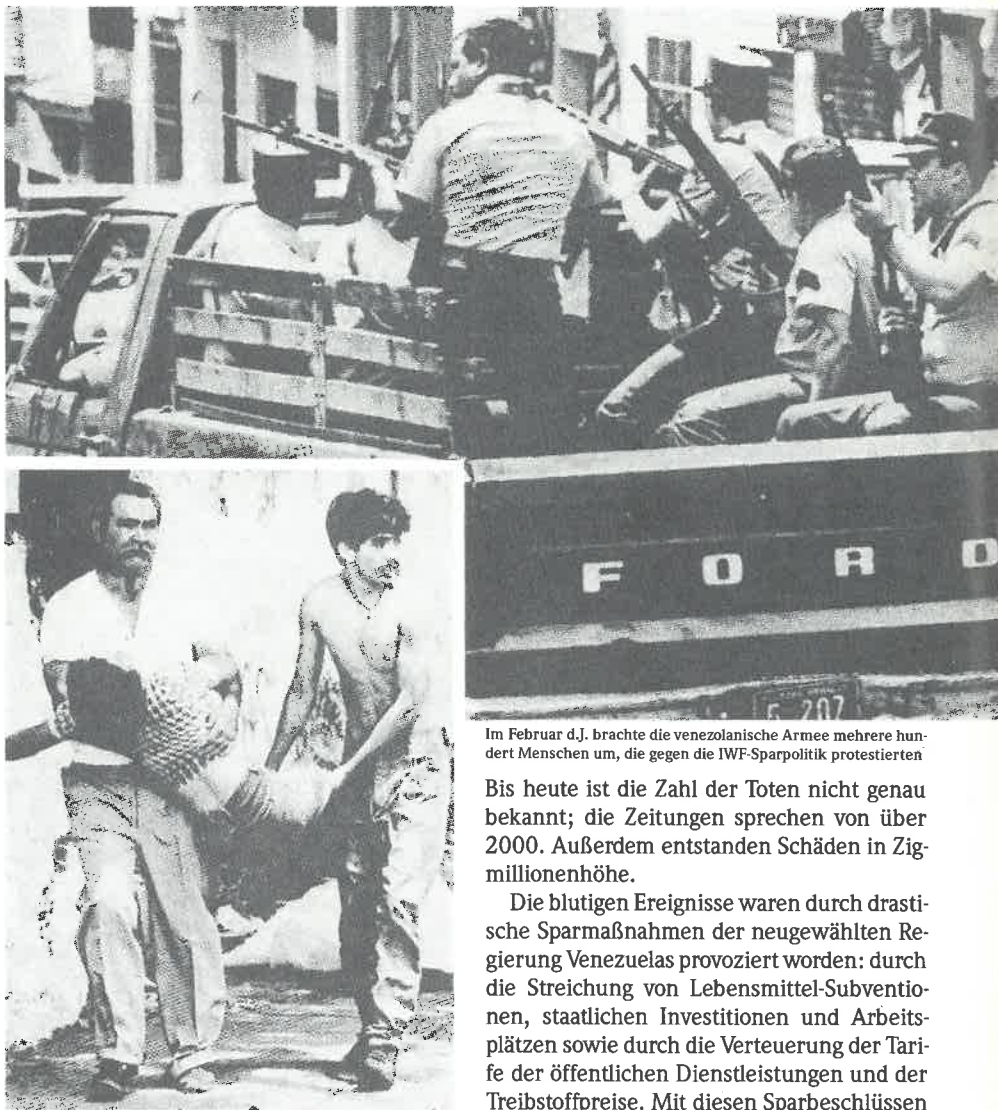 FORD
G 207
Im Februar d.J. brachte die venezolanische Armee mehrere hun-
dert Menschen um, die gegen die IWF-Sparpolitik protestierten
Bis heute ist die Zahl der Toten nicht genau
bekannt; die Zeitungen sprechen von über
2000. Außerdem entstanden Schäden in Zig-
millionenhöhe.
Die blutigen Ereignisse waren durch drasti-
sche Sparmaßnahmen der neugewählten Re-
gierung Venezuelas provoziert worden: durch
die Streichung von Lebensmittel-Subventio-
nen, staatlichen Investitionen und Arbeits-
plätzen sowie durch die Verteuerung der Tari-
fe der öffentlichen Dienstleistungen und der
Treibstoffpreise. Mit diesen Sparbeschlüssen